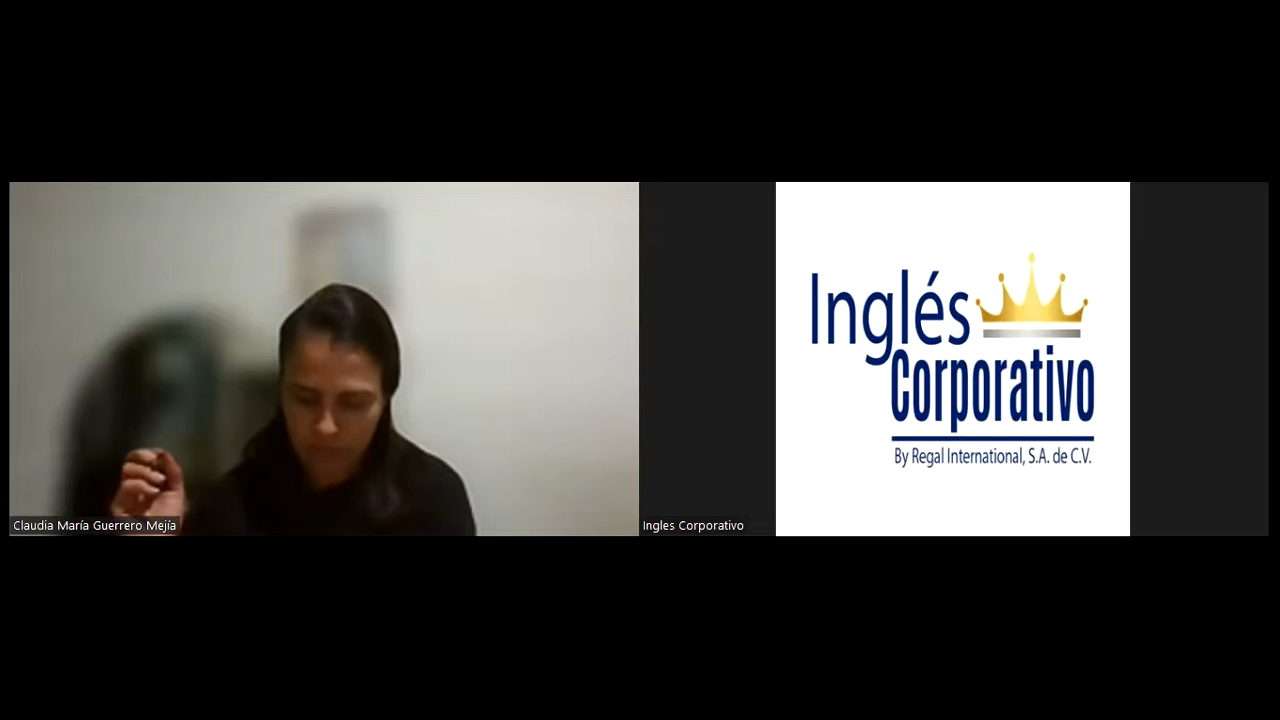 Inglés
Corporativo
By Regal International, S.A. de C.V.
Claudia María Guerrero Mejía
Ingles Corporativo